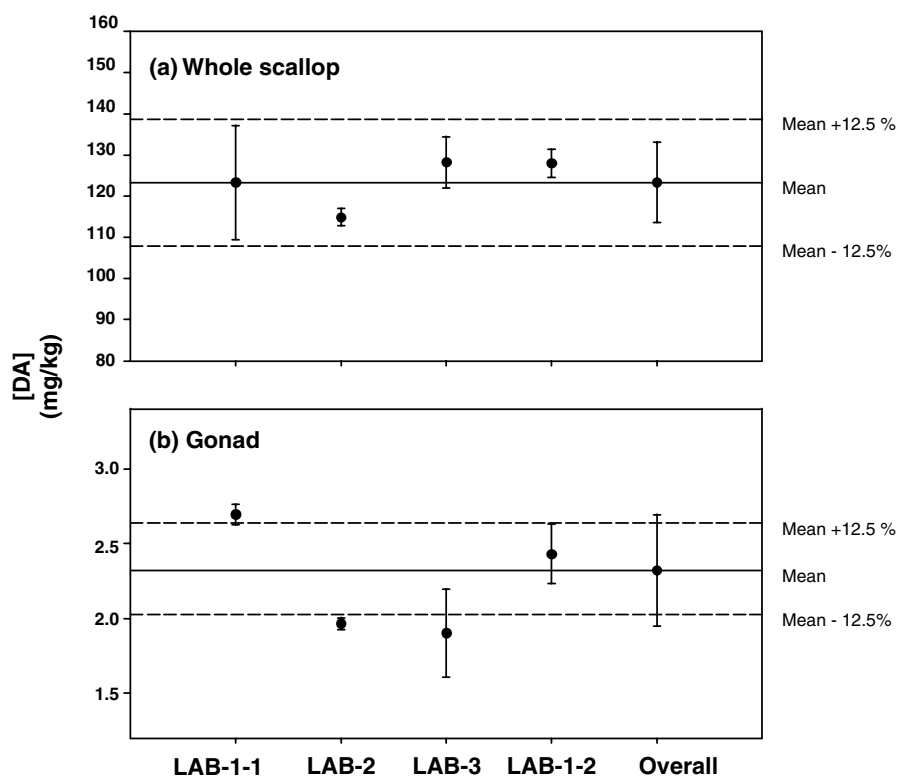 160
(a) Whole scallop
150
140
Mean +12.5 %
130
Mean
120
110
Mean - 12.5%
100
90
80
[DA]
(mg/kg)
(b) Gonad
3.0
Mean +12.5 %
2.5
Mean
2.0
Mean - 12.5%
1.5
LAB-1-1 LAB-2 LAB-3 LAB-1-2 Overall